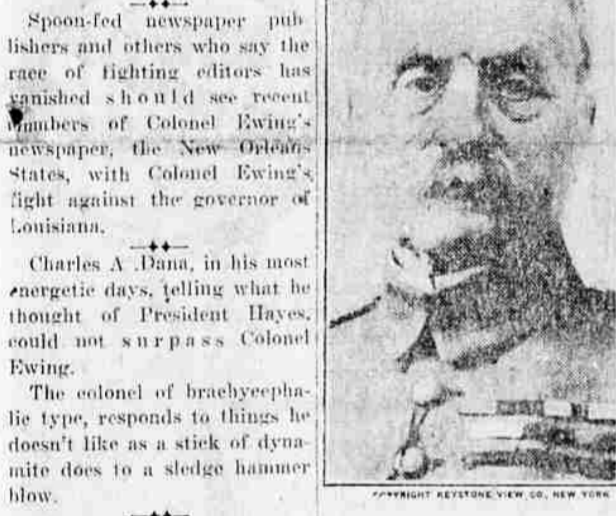 Spoon-fed newspaper pub
lishers and others who say the
race of fighting editors has
vanished should see recent
numbers of Colonel Ewing's
newspaper, the New Orleans
States, with Colonel Ewing's
fight against the governor of
Louisiana.
Charles A .Dana, in his most
energetic days, telling what he
thought of President Hayes,
could not surpass Colonel
Ewing.
The colonel of brachycepha-
lic type, responds to things he
doesn't like as a stick of dyna-
mite does to a sledge hammer
blow.
COPYRIGHT KEYSTONE VIEW CO., NEW YORK